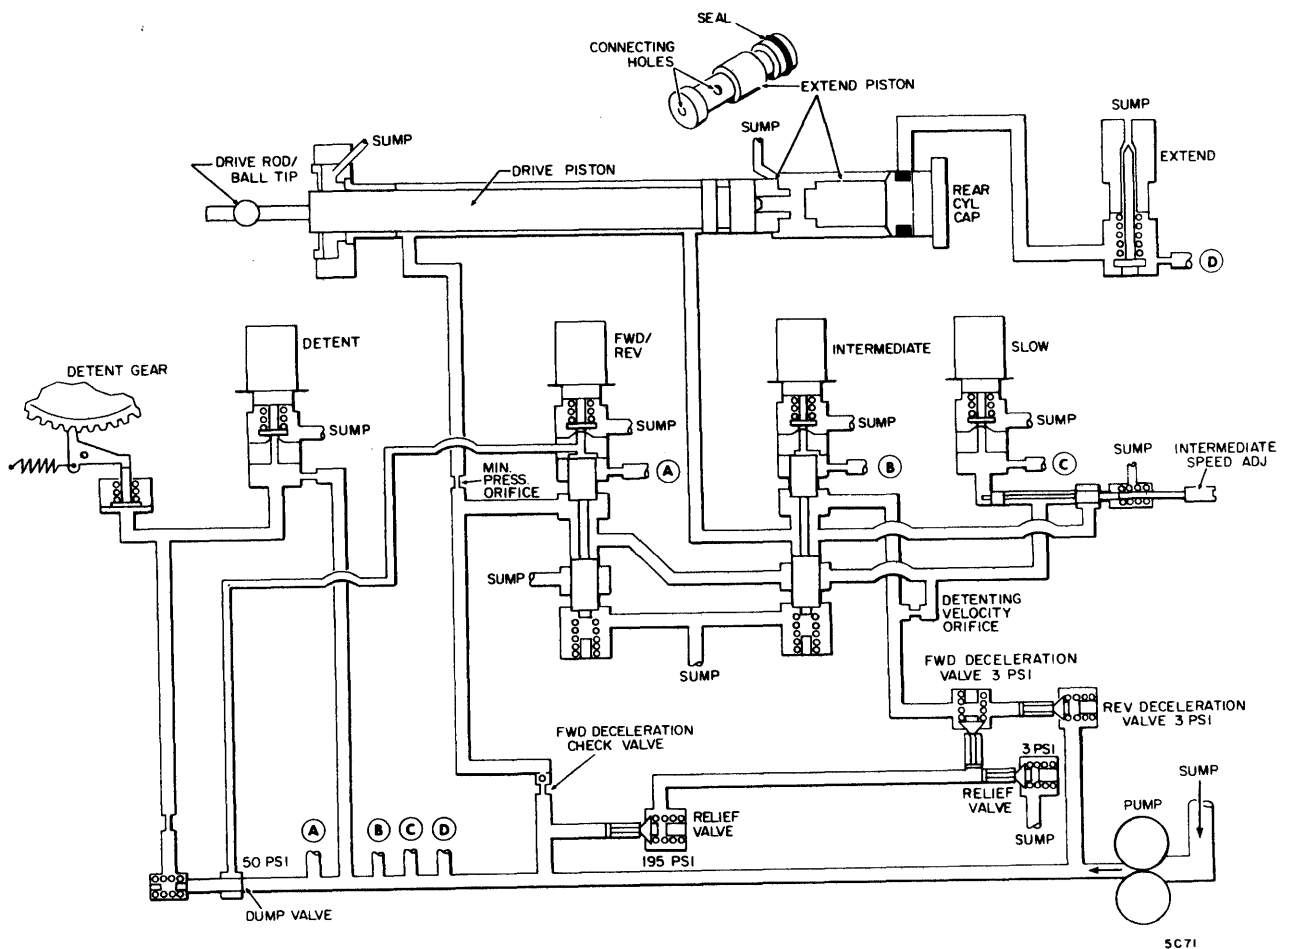 SEAL
CONNECTING
HOLES
EXTEND PISTON
SUMP
SUMP
SUMP
EXTEND
DRIVE ROD/
BALL TIP
DRIVE PISTON
REAR
CYL
CAP
D
DETENT
FWD/
REV
INTERMEDIATE
SLOW
DETENT GEAR
SUMP
SUMP
SUMP
SUMP
SUMP
INTERMEDIATE
SPEED ADJ
MIN.
PRESS.
ORIFICE
A
B
C
SUMP
DETENTING
VELOCITY
ORIFICE
SUMP
FWD DECELERATION
VALVE 3 PSI
REV DECELERATION
VALVE 3 PSI
FWD DECELERATION
CHECK VALVE
3 PSI
RELIEF
VALVE
SUMP
SUMP
PUMP
RELIEF
VALVE
195 PSI
A
B
C
D
50 PSI
DUMP VALVE
5C71